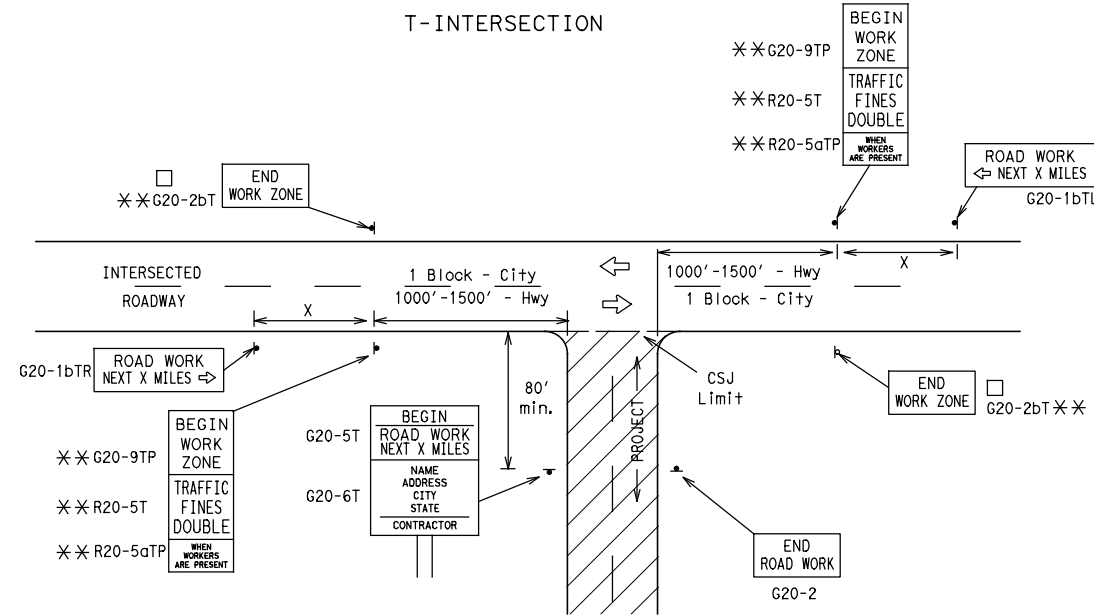 T-INTERSECTION
BEGIN
WORK
ZONE
TRAFFIC
FINES
DOUBLE
WHEN
WORKERS
ARE PRESENT
**G20-9TP
**R20-5T
**R20-5aTP
ROAD WORK
⇦ NEXT X MILES
G20-1bTL
□
**G20-2bT
END
WORK ZONE
INTERSECTED
ROADWAY
X
1 Block - City
1000'-1500' - Hwy
1000'-1500' - Hwy
1 Block - City
X
G20-1bTR
ROAD WORK
NEXT X MILES ⇨
80'
min.
CSJ
Limit
PROJECT
END
WORK ZONE
□
G20-2bT **
**G20-9TP
**R20-5T
**R20-5aTP
BEGIN
WORK
ZONE
TRAFFIC
FINES
DOUBLE
WHEN
WORKERS
ARE PRESENT
G20-5T
G20-6T
BEGIN
ROAD WORK
NEXT X MILES
NAME
ADDRESS
CITY
STATE
CONTRACTOR
END
ROAD WORK
G20-2